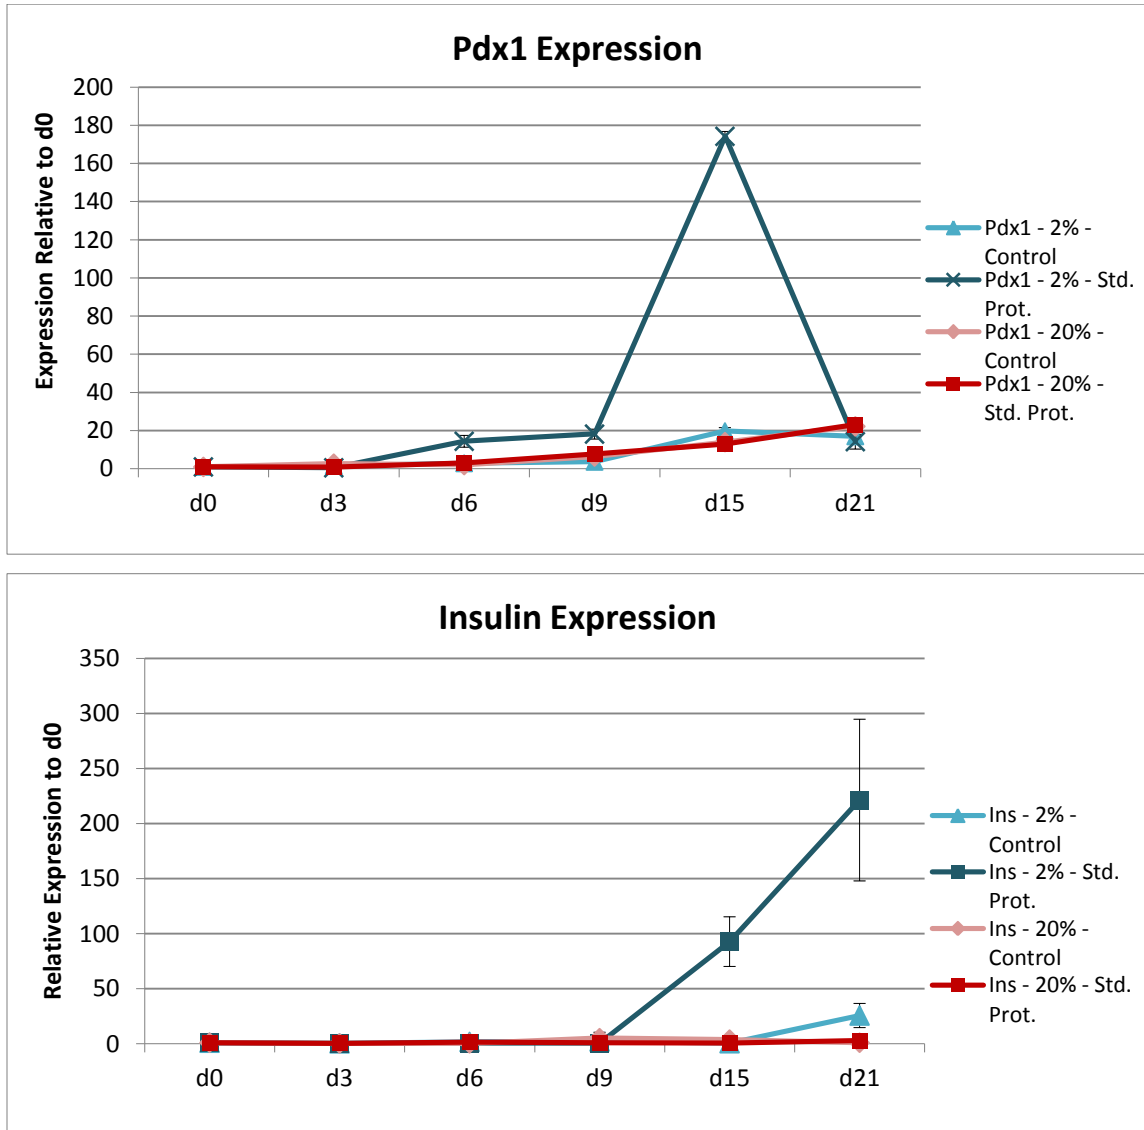 Pdx1 Expression
Expression Relative to d0
200
180
160
140
120
100
80
60
40
20
0
d0 d3 d6 d9 d15 d21
Pdx1 - 2% -
Control
Pdx1 - 2% - Std.
Prot.
Pdx1 - 20% -
Control
Pdx1 - 20% -
Std. Prot.
Insulin Expression
Relative Expression to d0
350
300
250
200
150
100
50
0
d0 d3 d6 d9 d15 d21
Ins - 2% -
Control
Ins - 2% - Std.
Prot.
Ins - 20% -
Control
Ins - 20% - Std.
Prot.